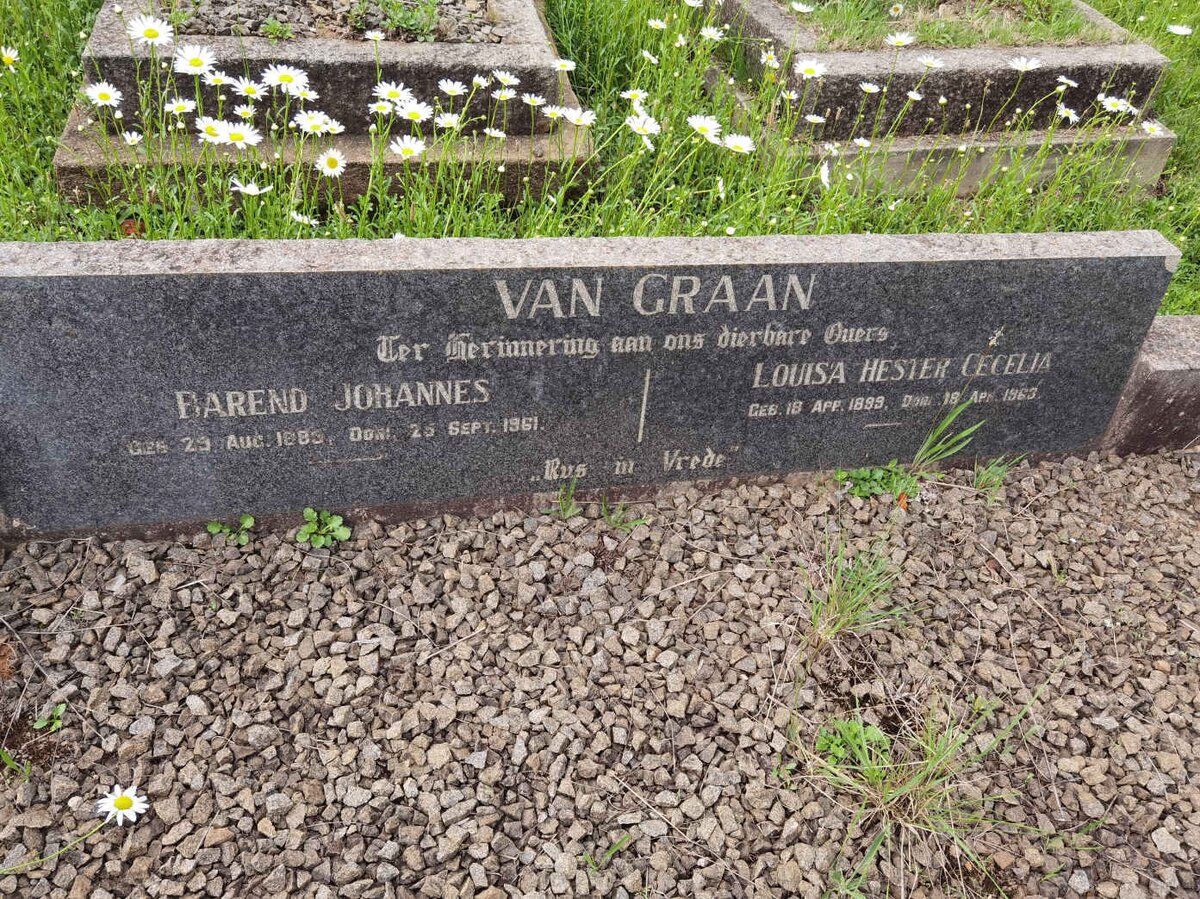 VAN GRAAN
Ter Herinnering aan ons dierbare Ouers
BAREND JOHANNES
GEB. 29 AUG. 1889, OORL. 25 SEPT. 1961.
LOUISA HESTER CECELIA
GEB. 18 APR. 1899, OORL. 18 APR. 1963.
„Rus in Vrede"